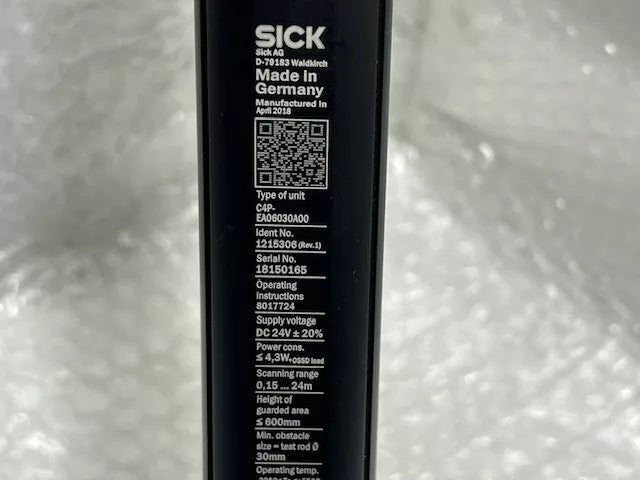 SICK
Sick AG
D-79183 Waldkirch
Made in
Germany
Manufactured in
April 2018
Type of unit
C4P-
EA06030A00
Ident No.
1215306 (Rev.1)
Serial No.
18150165
Operating
instructions
8017724
Supply voltage
DC 24V ± 20%
Power cons.
≤ 4,3W+OSSD load
Scanning range
0,15 ... 24m
Height of
guarded area
≤ 600mm
Min. obstacle
size = test rod Ø
30mm
Operating temp.